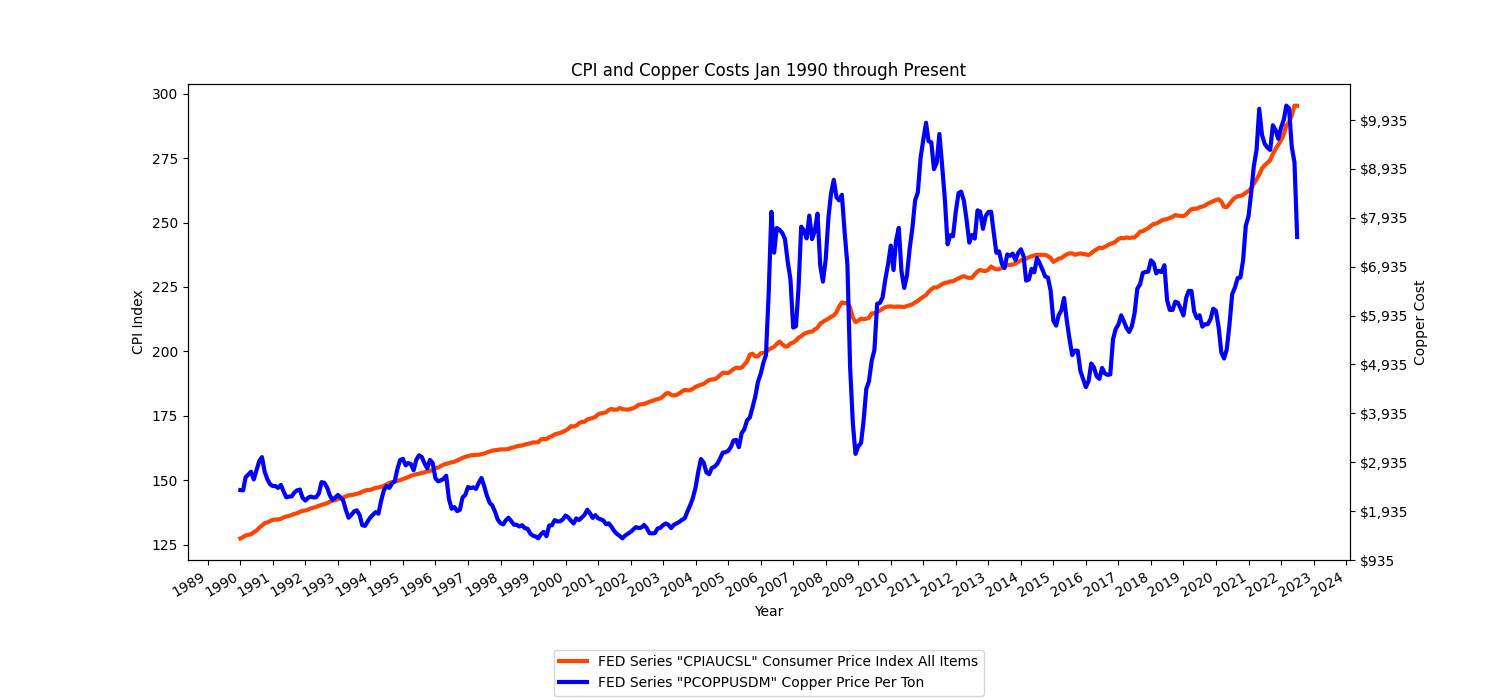 CPI and Copper Costs Jan 1990 through Present
300
275
250
225
200
175
150
125
CPI Index
$9,935
$8,935
$7,935
$6,935
$5,935
$4,935
$3,935
$2,935
$1,935
$935
Copper Cost
1989 1990 1991 1992 1993 1994 1995 1996 1997 1998 1999 2000 2001 2002 2003 2004 2005 2006 2007 2008 2009 2010 2011 2012 2013 2014 2015 2016 2017 2018 2019 2020 2021 2022 2023 2024
Year
FED Series "CPIAUCSL" Consumer Price Index All Items
FED Series "PCOPPUSDM" Copper Price Per Ton